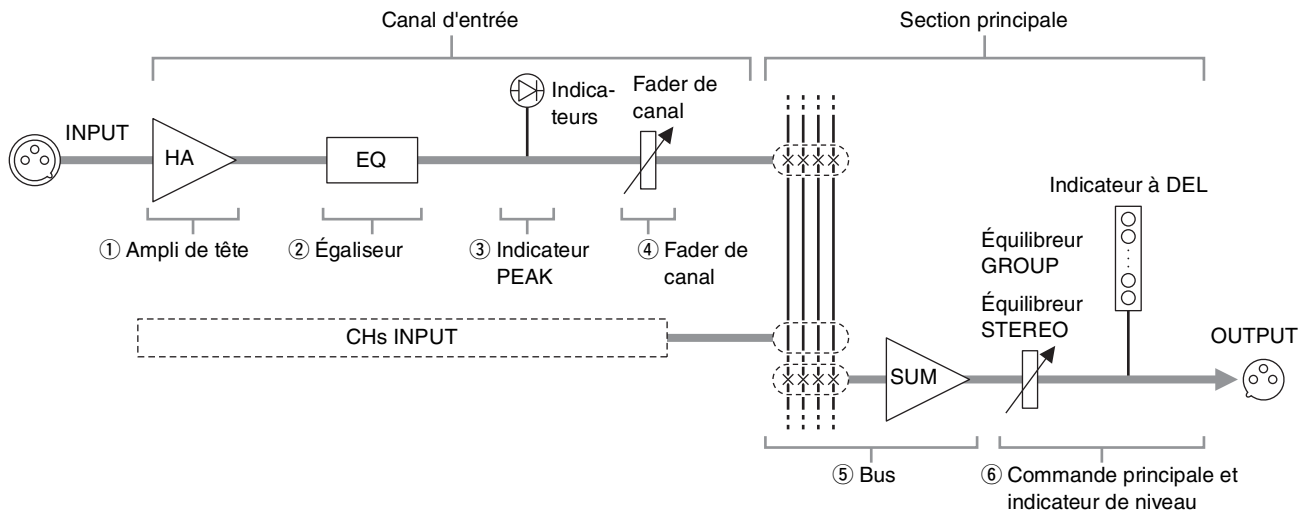 Canal d'entrée
Section principale
INPUT
HA
EQ
Indica-
teurs
Fader de
canal
① Ampli de tête
② Égaliseur
③ Indicateur
PEAK
④ Fader de
canal
CHs INPUT
Indicateur à DEL
Équilibreur
GROUP
Équilibreur
STEREO
OUTPUT
SUM
⑤ Bus
⑥ Commande principale et
indicateur de niveau